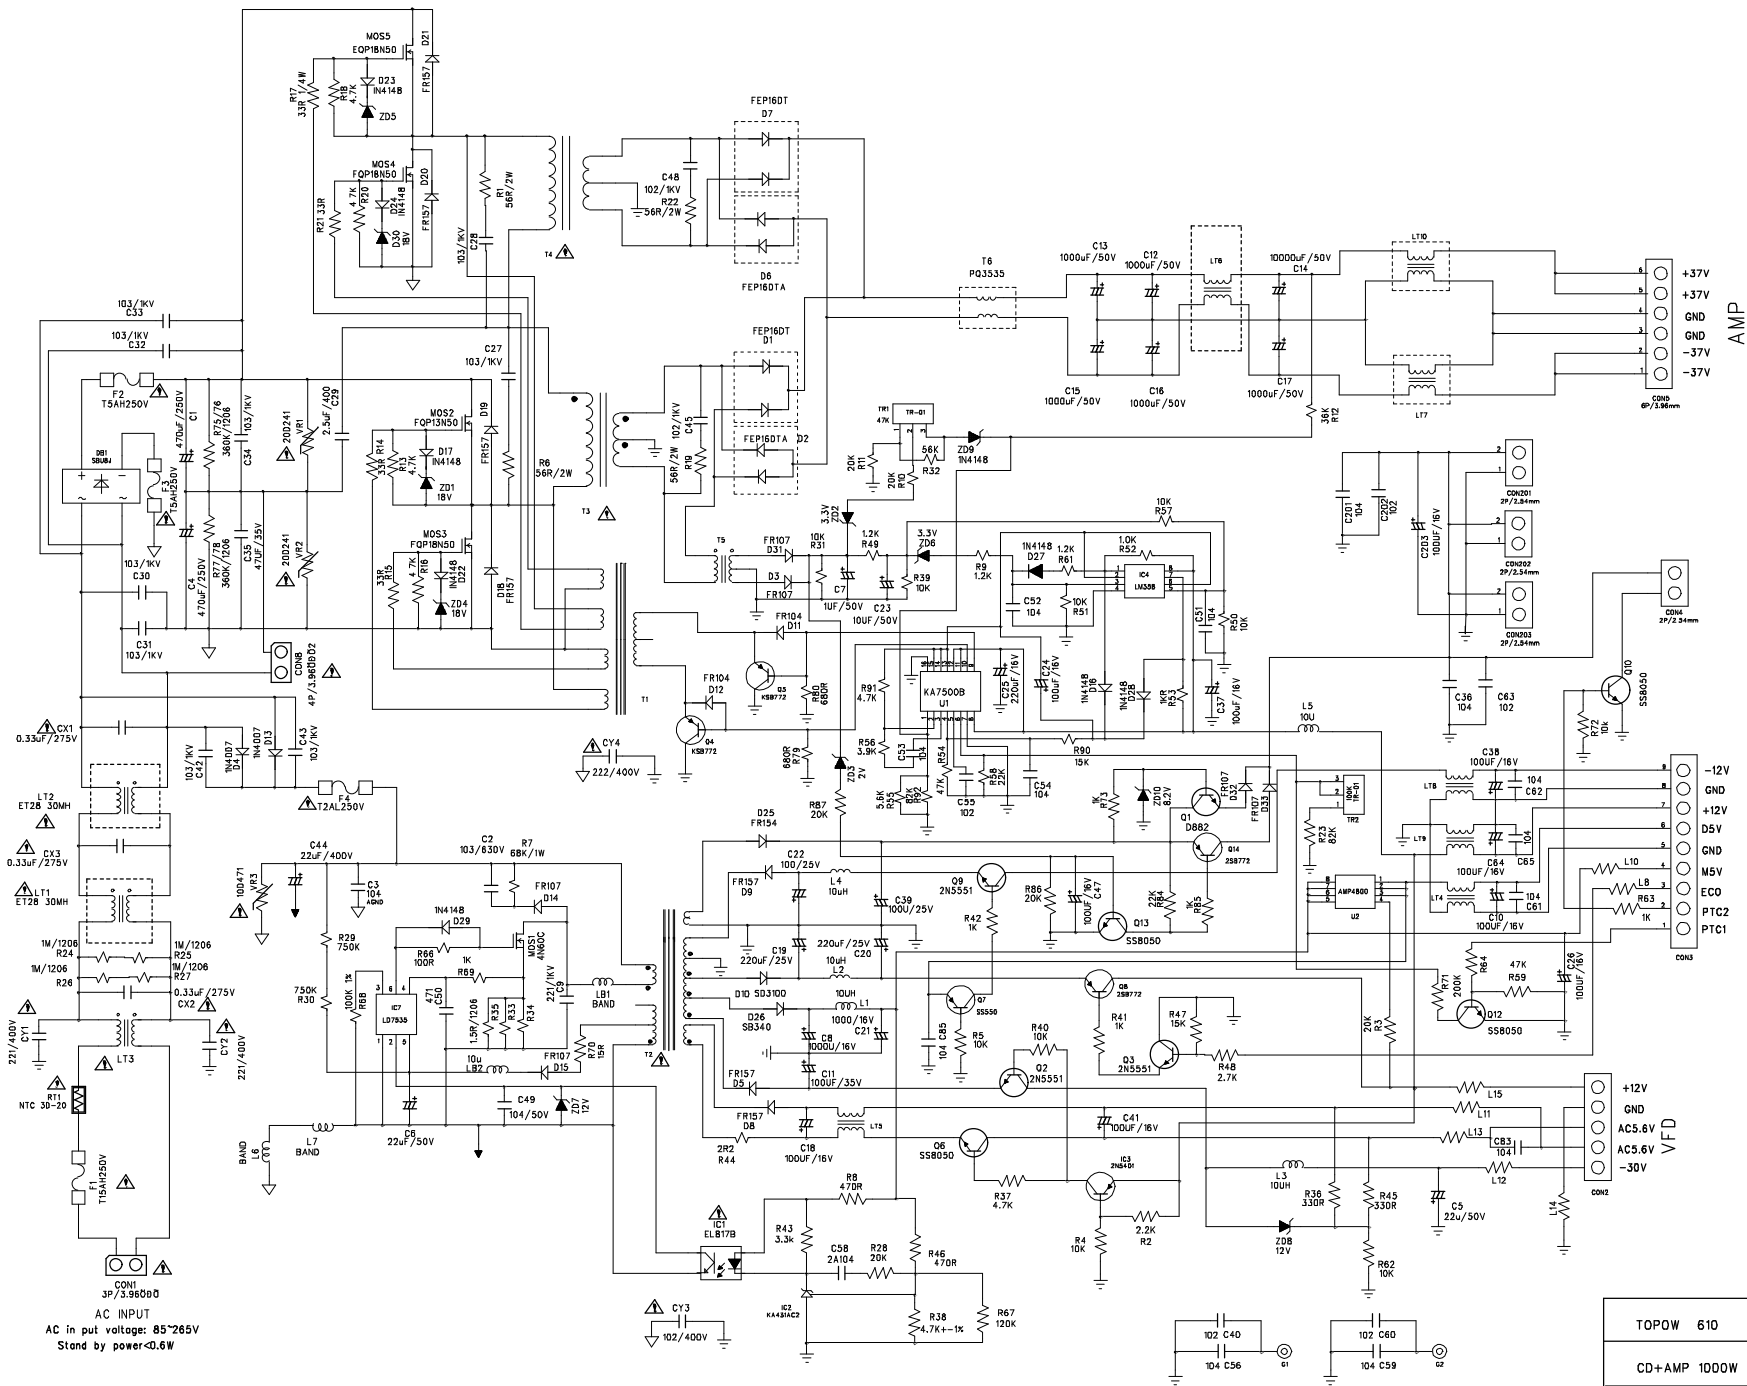 MOS5
EQP18N50
D21
FR157
R17
33R 1/4W
R18
4.7K
D23
IN4148
ZD5
MOS4
FQP18N50
D20
FR157
R21 33R
4.7K
R20
D24
IN4148
D30
18V
R1
56R/2W
103/1KV
C28
T4
FEP16DT
D7
C48
102/1KV
R22
56R/2W
D6
FEP16DTA
103/1KV
C33
103/1KV
C32
F2
T5AH250V
DB1
SBU8J
F3
T5AH250V
470uF/250V
C1
R75/76
360K/1206
103/1KV
C34
20D241
VR1
2.5uF/400
C29
C4
470uF/250V
R77/78
360K/1206
C35
47UF/35V
20D241
VR2
103/1KV
C30
C31
103/1KV
CON8
4P/3.96ÖDÖ2
C27
103/1KV
MOS2
FQP13N50
D19
FR157
R14
33R
R13
4.7K
D17
1N4148
ZD1
18V
R6
56R/2W
MOS3
FQP18N50
33R
R15
4.7K
R16
1N4148
D22
ZD4
18V
D18
FR157
T3
T1
FEP16DT
D1
102/1KV
C45
56R/2W
R19
FEP16DTA D2
T5
FR107
D31
D3
FR107
10K
R31
3.3V
ZD2
1.2K
R49
C7
1UF/50V
C23
10UF/50V
3.3V
ZD6
R39
10K
R9
1.2K
TR1
47K
TR-01
1 2 3
20K
R11
20K
R10
56K
R32
ZD9
1N4148
36K
R12
T6
PQ3535
C13
1000uF/50V
C12
1000uF/50V
LT6
10000uF/50V
C14
C15
1000uF/50V
C16
1000uF/50V
C17
1000uF/50V
LT10
LT7
6
5
4
3
2
1
+37V
+37V
GND
GND
-37V
-37V
AMP
CON5
6P/3.96mm
10K
R57
1N4148
D27
1.2K
R61
1.0K
R52
IC4
LM358
C52
104
10K
R51
C51
104
R50
10K
C201
104
C202
102
C2D3
100UF/16V
CON201
2P/2.54mm
CON202
2P/2.54mm
CON203
2P/2.54mm
CON4
2P/2.54mm
FR104
D11
FR104
D12
Q5
KSB772
R80
680R
Q4
KSB772
680R
R79
CY4
222/400V
R91
4.7K
KA7500B
U1
C25
220uF/16V
C24
100uF/16V
1N4148
D16
1N4148
D28
1KR
R53
C37
100uF/16V
R56
3.9K
C53
104
R54
47K
5.6K
R55
82K
R92
C55
102
R58
22K
C54
104
R90
15K
ZD3
2V
R87
20K
L5
10U
C36
104
C63
102
Q10
SS8050
R72
10k
CX1
0.33uF/275V
103/1KV
C42
1N4007
D4
1N4007
D13
C43
103/1KV
LT2
ET28 30MH
CX3
0.33uF/275V
LT1
ET28 30MH
F4
T2AL250V
1M/1206
R24
1M/1206
R26
1M/1206
R25
1M/1206
R27
0.33uF/275V
CX2
221/400V
CY1
CY2
221/400V
LT3
RT1
NTC 3D-20
F1
T15AH250V
CON1
3P/3.96ÖDÖ
AC INPUT
AC in put voltage: 85~265V
Stand by power<0.6W
10D471
VR3
C44
22uF/400V
C3
104
AGND
C2
103/630V
R7
68K/1W
FR107
D14
1N4148
D29
R66
100R
MOS1
4N60C
R29
750K
750K
R30
100K 1%
R68
IC7
LD7535
1K
R69
471
C50
1.5R/1206
R35
R33
R34
221/1KV
C9
LB1
BAND
10u
LB2
FR107
D15
R70
15R
C6
22uF/50V
C49
104/50V
ZD7
12V
BAND
L6
L7
BAND
T2
D25
FR154
C22
100/25V
FR157
D9
L4
10uH
C39
100U/25V
C19
220uF/25V
220uF/25V
C20
10uH
L2
D10 SD3100
D26
SB340
10UH
L1
1000/16V
C8
1000U/16V
C21
C11
100UF/35V
FR157
D5
FR157
D8
LT5
2R2
R44
C18
100UF/16V
Q9
2N5551
R42
1K
R86
20K
100UF/16V
C47
Q13
SS8050
22K
R84
1K
R85
1K
R73
ZD10
8.2V
Q1
D882
FR107
D32
FR107
D33
Q14
2SB772
Q7
SS550
104
C85
R5
10K
Q8
2SB772
R41
1K
R40
10K
Q2
2N5551
Q3
2N5551
R47
15K
R48
2.7K
C41
100UF/16V
Q6
SS8050
R37
4.7K
IC3
2N5401
2.2K
R2
R4
10K
R8
470R
R43
3.3k
C58
2A104
R28
20K
R46
470R
IC1
EL817B
IC2
KA431AC2
R38
4.7K+-1%
R67
120K
CY3
102/400V
R23
82K
TR2
TR-01
C38
100UF/16V
104
C62
LT8
LT9
C64
100UF/16V
104
C65
LT4
C10
100UF/16V
104
C61
AMP4800
U2
L10
L8
R63
1K
9
8
7
6
5
4
3
2
1
-12V
GND
+12V
D5V
GND
M5V
ECO
PTC2
PTC1
CON3
R64
47K
R59
C26
100UF/16V
R71
200K
Q12
SS8050
20K
R3
L15
L11
L13
C83
104
L12
L14
+12V
GND
AC5.6V
AC5.6V
-30V
VFD
CON2
L3
10UH
R36
330R
R45
330R
C5
22u/50V
ZD8
12V
R62
10K
102 C40
104 C56
G1
102 C60
104 C59
G2
TOPOW 610
CD+AMP 1000W